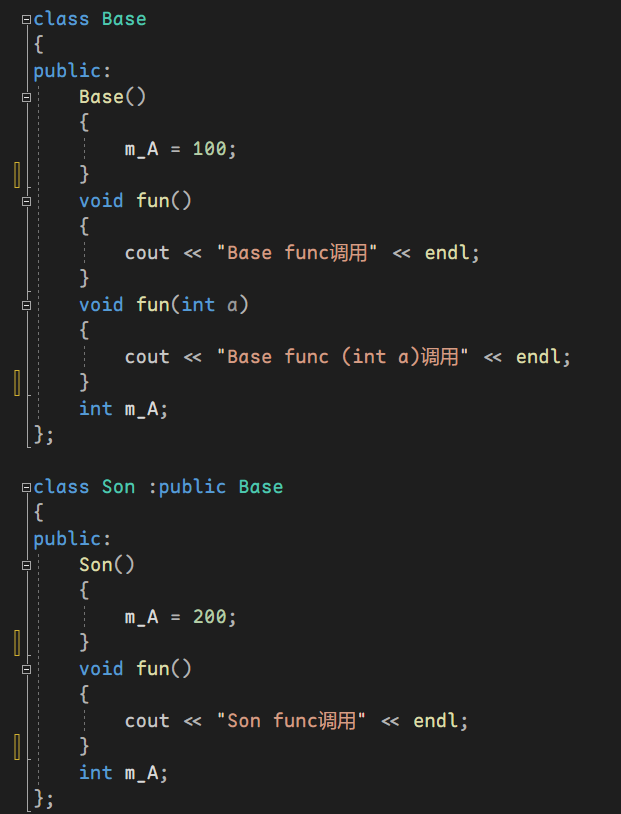 class Base
{
public:
    Base()
    {
        m_A = 100;
    }
    void fun()
    {
        cout << "Base func调用" << endl;
    }
    void fun(int a)
    {
        cout << "Base func (int a)调用" << endl;
    }
    int m_A;
};

class Son :public Base
{
public:
    Son()
    {
        m_A = 200;
    }
    void fun()
    {
        cout << "Son func调用" << endl;
    }
    int m_A;
};